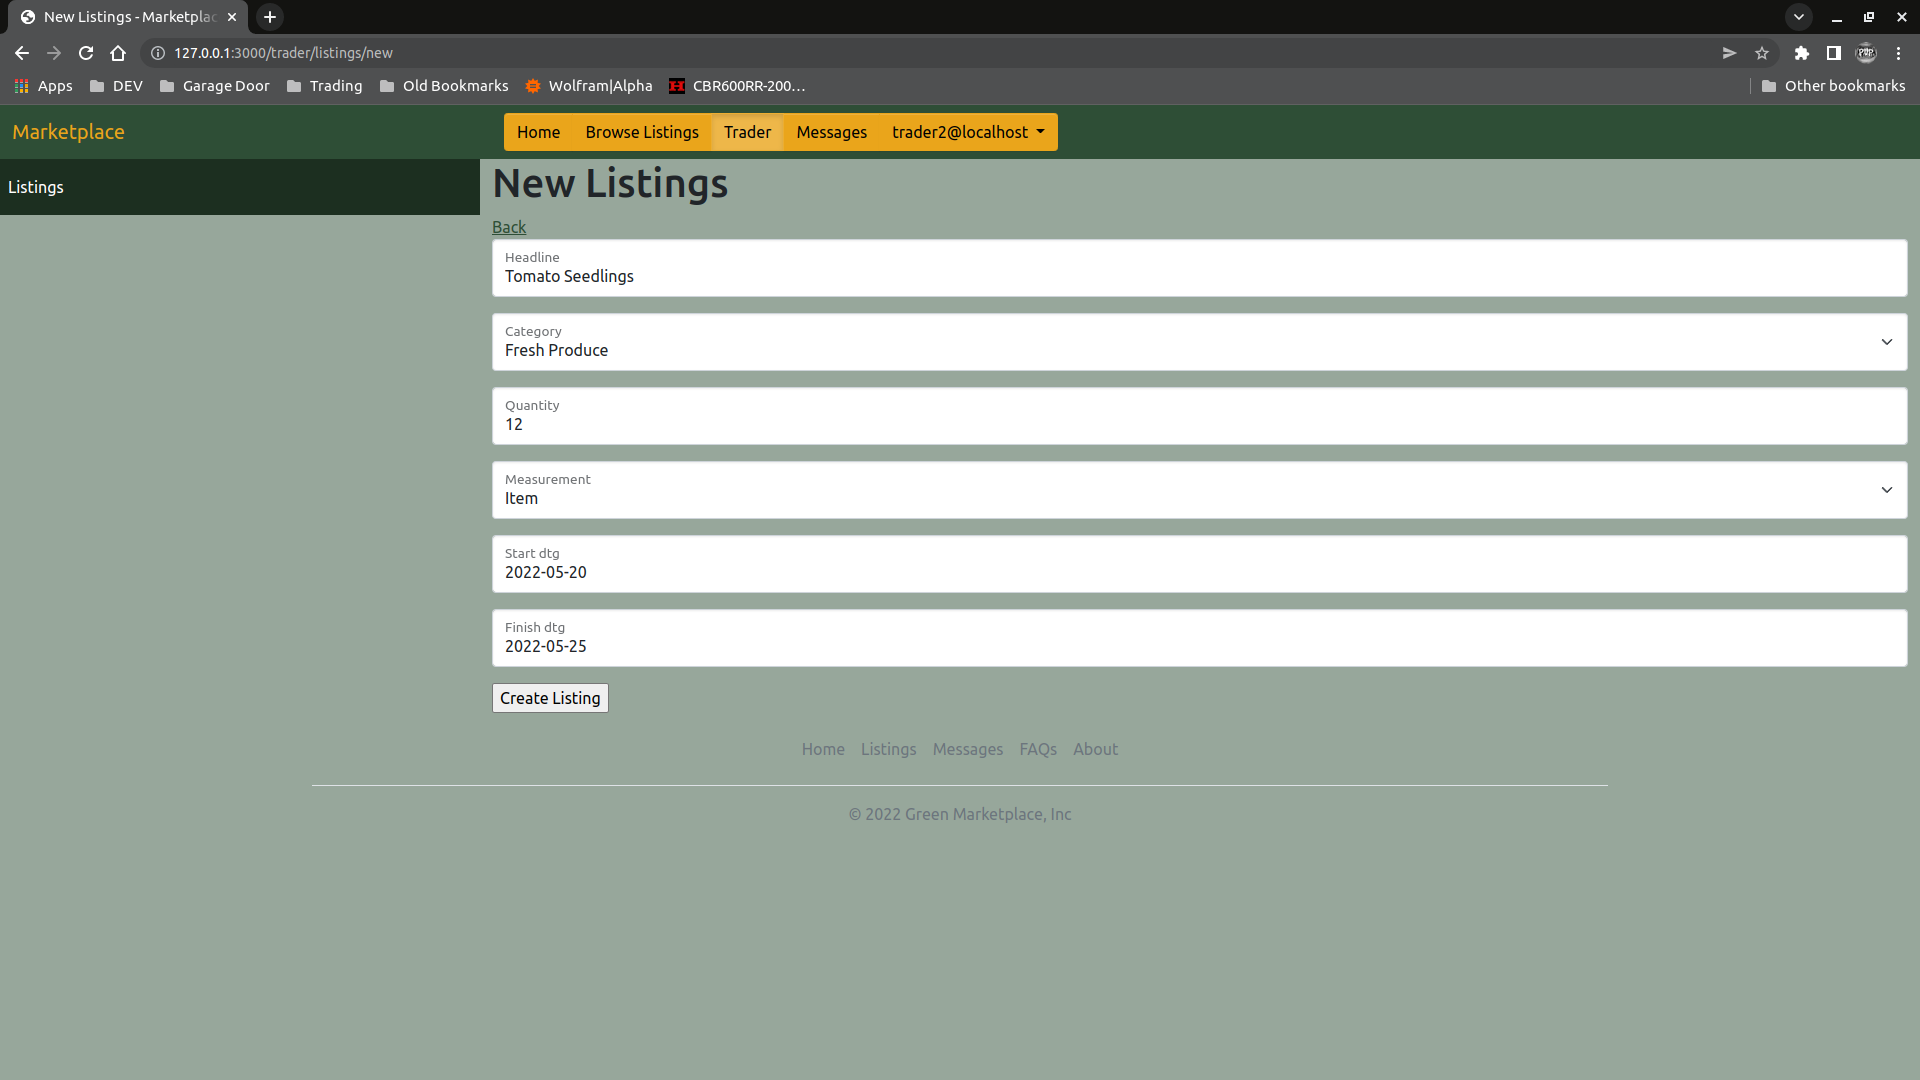 New Listings - Marketplac
127.0.0.1:3000/trader/listings/new
Apps DEV Garage Door Trading Old Bookmarks Wolfram|Alpha CBR600RR-200... Other bookmarks
Marketplace Home Browse Listings Trader Messages trader2@localhost
Listings
New Listings
Back
Headline
Tomato Seedlings
Category
Fresh Produce
Quantity
12
Measurement
Item
Start dtg
2022-05-20
Finish dtg
2022-05-25
Create Listing
Home Listings Messages FAQs About
© 2022 Green Marketplace, Inc